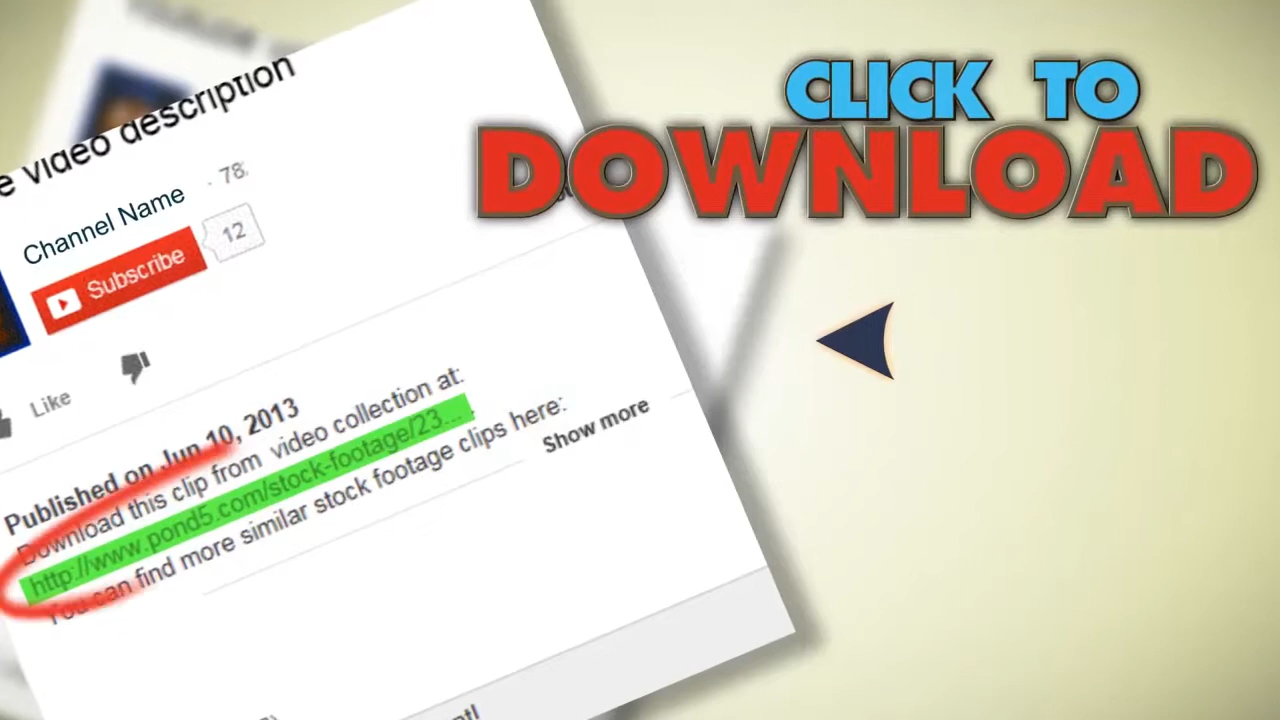 CLICK TO
DOWNLOAD
e video description
Channel Name
78
Subscribe
12
Like
Published on Jun 10, 2013
Download this clip from video collection at:
http://www.pond5.com/stock-footage/23...
You can find more similar stock footage clips here:
Show more